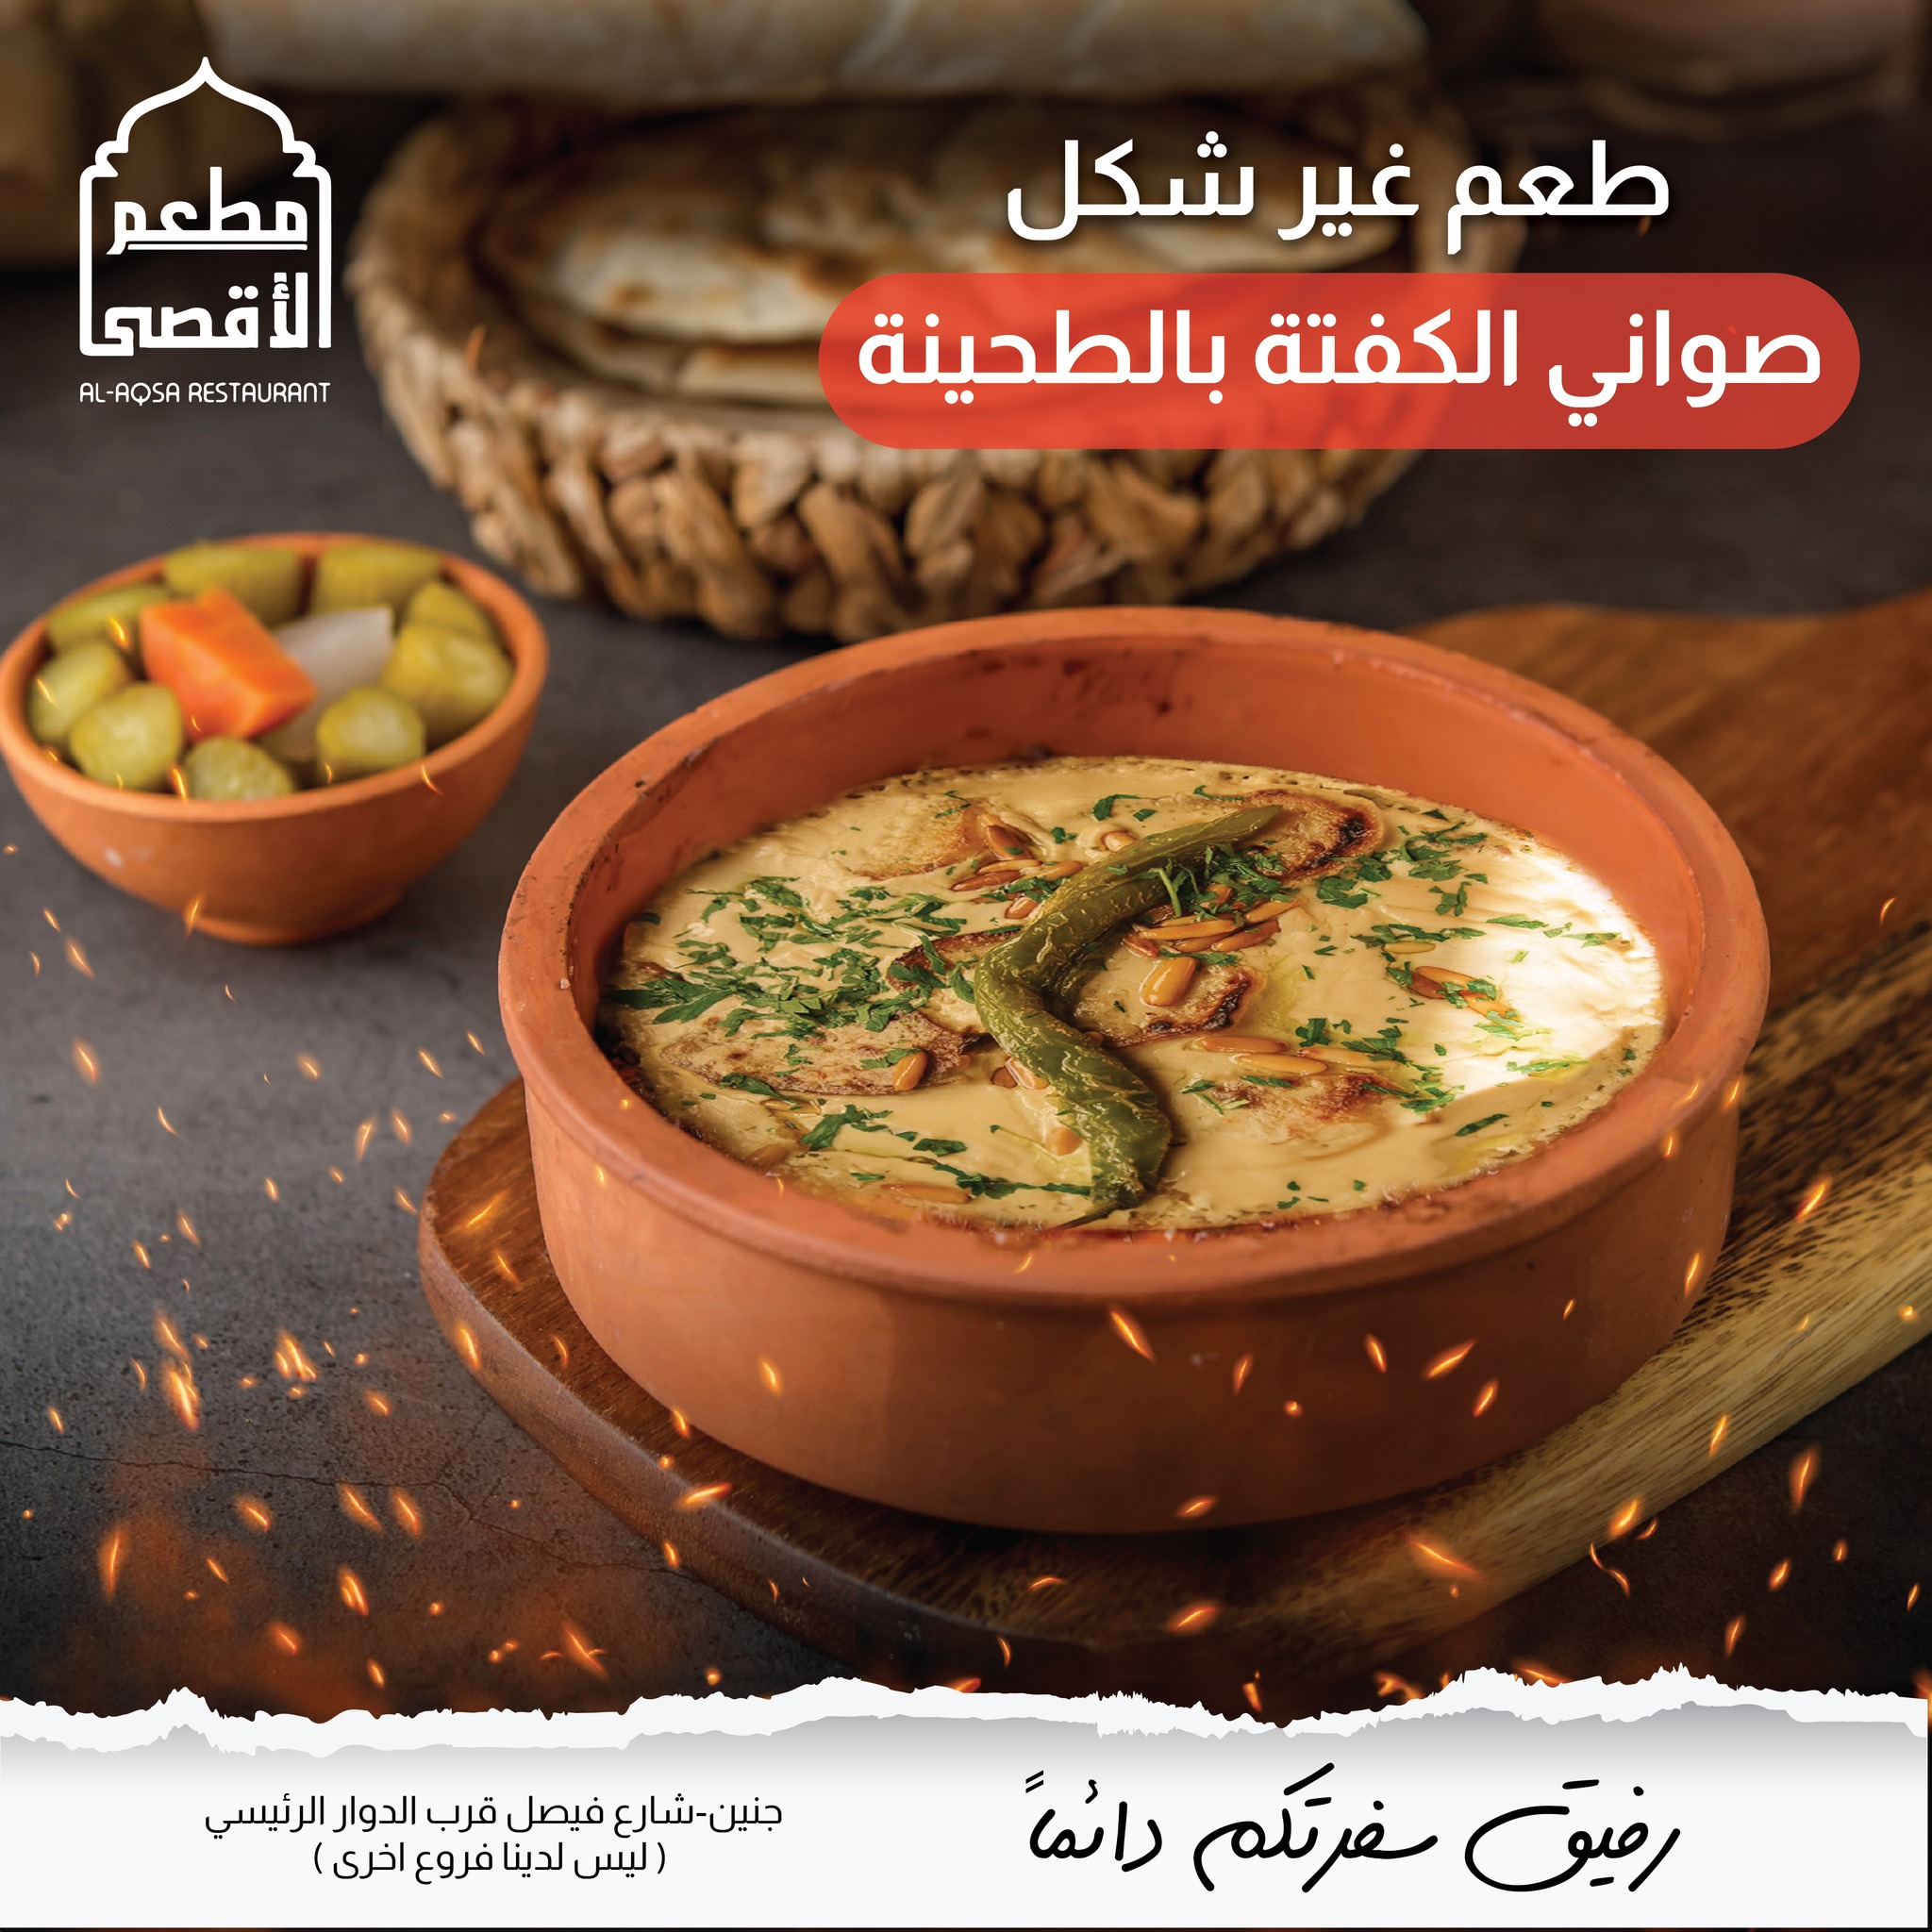 مطعم
الأقصى
AL-AQSA RESTAURANT
طعم غير شكل
صواني الكفتة بالطحينة
رفيق سفرتكم دائماً
جنين-شارع فيصل قرب الدوار الرئيسي
( ليس لدينا فروع اخرى )